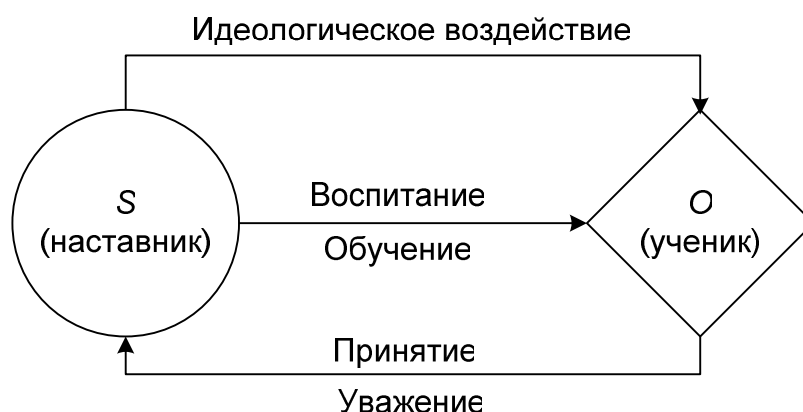 Идеологическое воздействие
S
(наставник)
Воспитание
Обучение
O
(ученик)
Принятие
Уважение